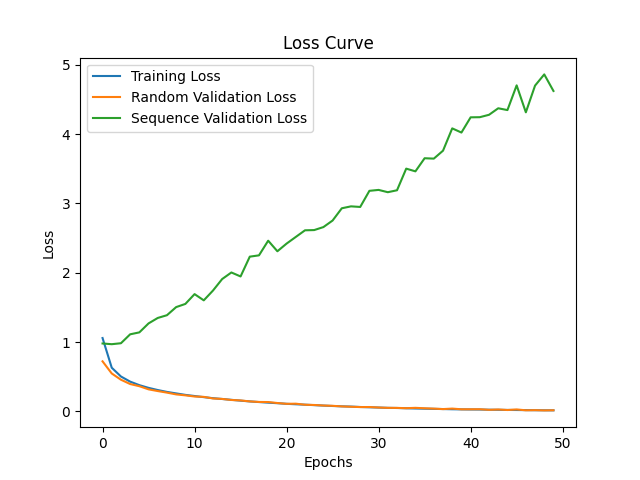 Loss Curve
Training Loss
Random Validation Loss
Sequence Validation Loss
5
4
3
2
1
0
Loss
0 10 20 30 40 50
Epochs